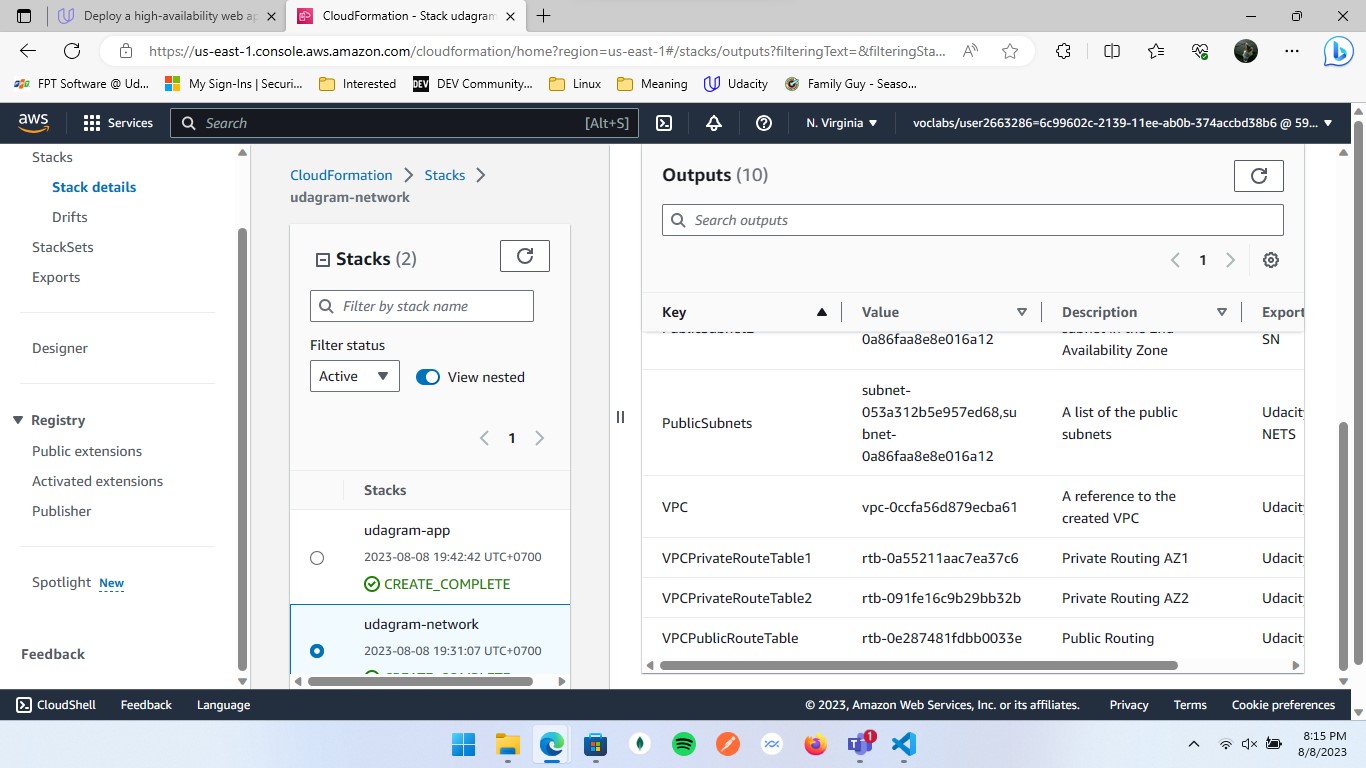 Deploy a high-availability web ap
CloudFormation - Stack udagram
https://us-east-1.console.aws.amazon.com/cloudformation/home?region=us-east-1#/stacks/outputs?filteringText=&filteringSta...
FPT Software @ Ud...
My Sign-Ins | Securi...
Interested
DEV Community...
Linux
Meaning
Udacity
Family Guy - Seaso...
aws
Services
Search
[Alt+S]
N. Virginia
voclabs/user2663286=6c99602c-2139-11ee-ab0b-374accbd38b6 @ 59...
Stacks
Stack details
Drifts
StackSets
Exports
Designer
Registry
Public extensions
Activated extensions
Publisher
Spotlight New
Feedback
CloudFormation
Stacks
udagram-network
Stacks (2)
Filter by stack name
Filter status
Active
View nested
1
Stacks
udagram-app
2023-08-08 19:42:42 UTC+0700
CREATE_COMPLETE
udagram-network
2023-08-08 19:31:07 UTC+0700
Outputs (10)
Search outputs
1
Key
Value
Description
Export
0a86faa8e8e016a12
Availability Zone
SN
PublicSubnets
subnet-
053a312b5e957ed68,su
bnet-
0a86faa8e8e016a12
A list of the public
subnets
Udacit
NETS
VPC
vpc-0ccfa56d879ecba61
A reference to the
created VPC
Udacit
VPCPrivateRouteTable1
rtb-0a55211aac7ea37c6
Private Routing AZ1
Udacit
VPCPrivateRouteTable2
rtb-091fe16c9b29bb32b
Private Routing AZ2
Udacit
VPCPublicRouteTable
rtb-0e287481fdbb0033e
Public Routing
Udacit
CloudShell
Feedback
Language
© 2023, Amazon Web Services, Inc. or its affiliates.
Privacy
Terms
Cookie preferences
1
8:15 PM
8/8/2023